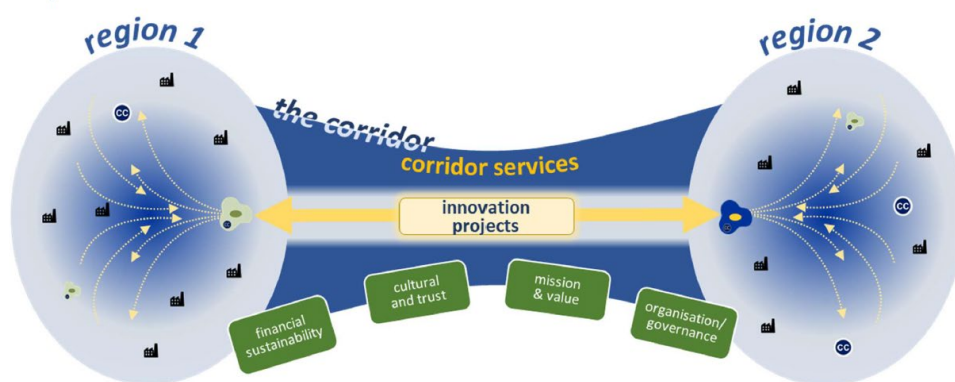 region 1
region 2
the corridor
cc
corridor services
cc
innovation
projects
cultural
and trust
mission
& value
financial
sustainability
organisation/
governance
cc